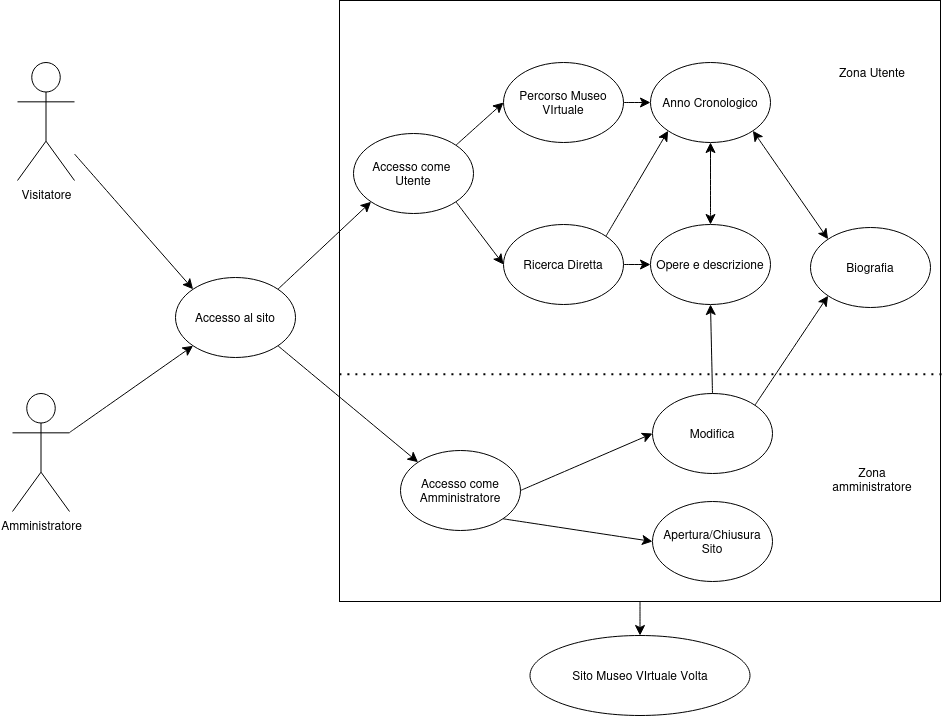 Zona Utente
Percorso Museo
VIrtuale
Anno Cronologico
Accesso come
Utente
Visitatore
Ricerca Diretta
Opere e descrizione
Biografia
Accesso al sito
Modifica
Zona
amministratore
Accesso come
Amministratore
Amministratore
Apertura/Chiusura
Sito
Sito Museo VIrtuale Volta